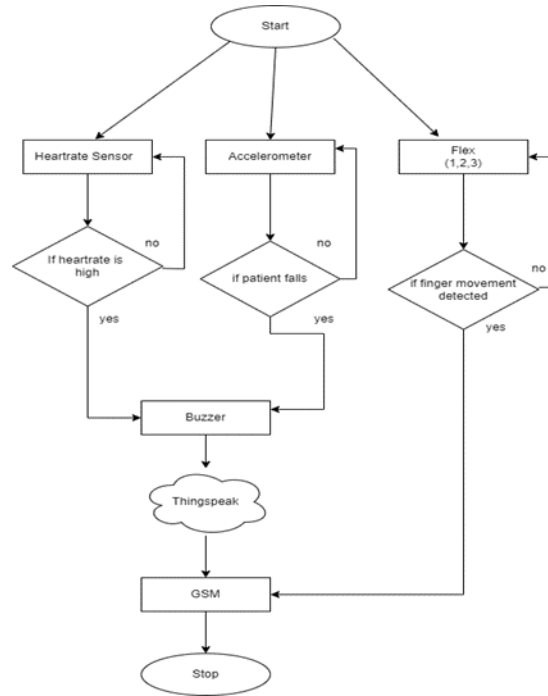 Start
Heartrate Sensor
Accelerometer
Flex
(1,2,3)
no
no
no
If heartrate is
high
if patient falls
if finger movement
detected
yes
yes
yes
Buzzer
Thingspeak
GSM
Stop